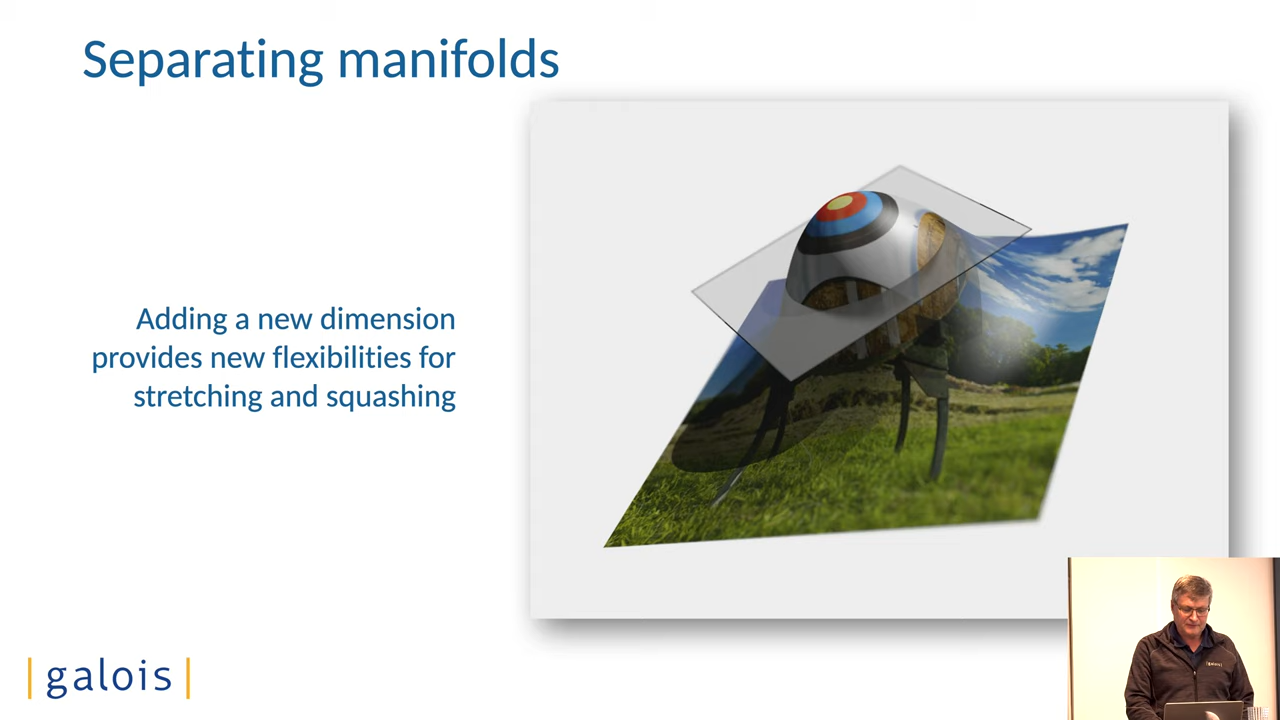 Separating manifolds
Adding a new dimension
provides new flexibilities for
stretching and squashing
|galois|